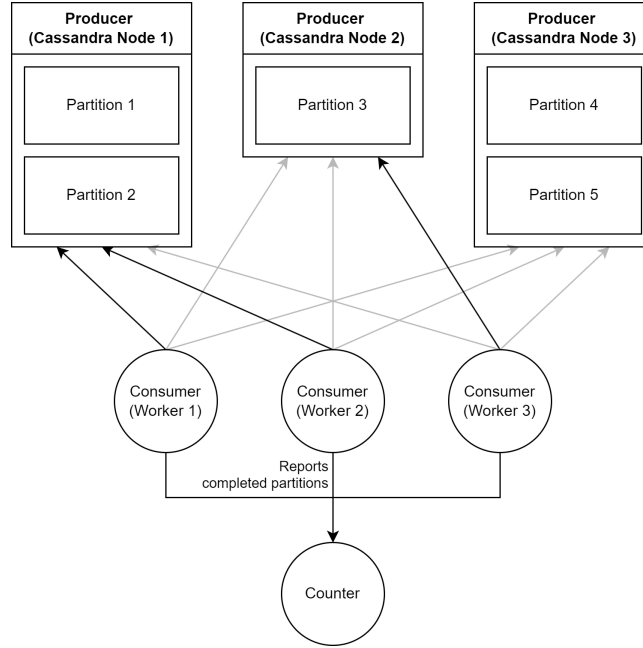 Producer
(Cassandra Node 1)
Partition 1
Partition 2
Producer
(Cassandra Node 2)
Partition 3
Producer
(Cassandra Node 3)
Partition 4
Partition 5
Consumer
(Worker 1)
Consumer
(Worker 2)
Consumer
(Worker 3)
Reports
completed partitions
Counter